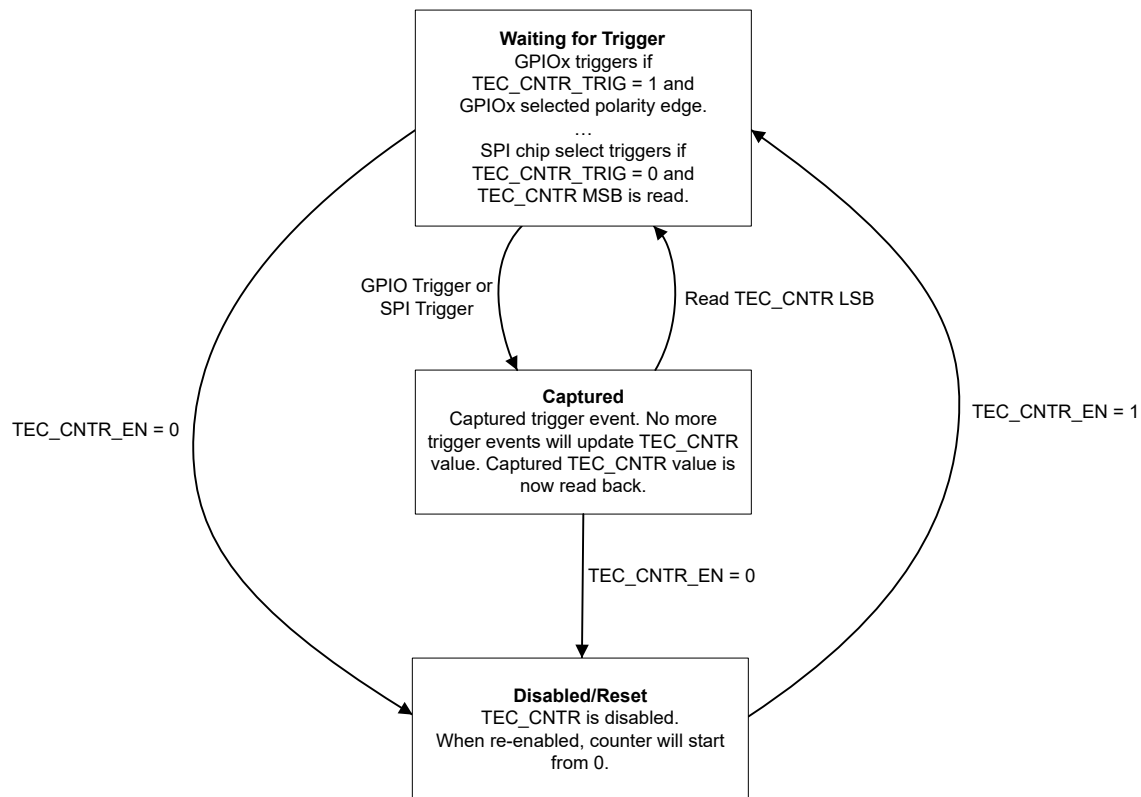 Waiting for Trigger
GPIOx triggers if
TEC_CNTR_TRIG = 1 and
GPIOx selected polarity edge.
…
SPI chip select triggers if
TEC_CNTR_TRIG = 0 and
TEC_CNTR MSB is read.
GPIO Trigger or
SPI Trigger
Read TEC_CNTR LSB
TEC_CNTR_EN = 0
Captured
Captured trigger event. No more
trigger events will update TEC_CNTR
value. Captured TEC_CNTR value is
now read back.
TEC_CNTR_EN = 1
TEC_CNTR_EN = 0
Disabled/Reset
TEC_CNTR is disabled.
When re-enabled, counter will start
from 0.